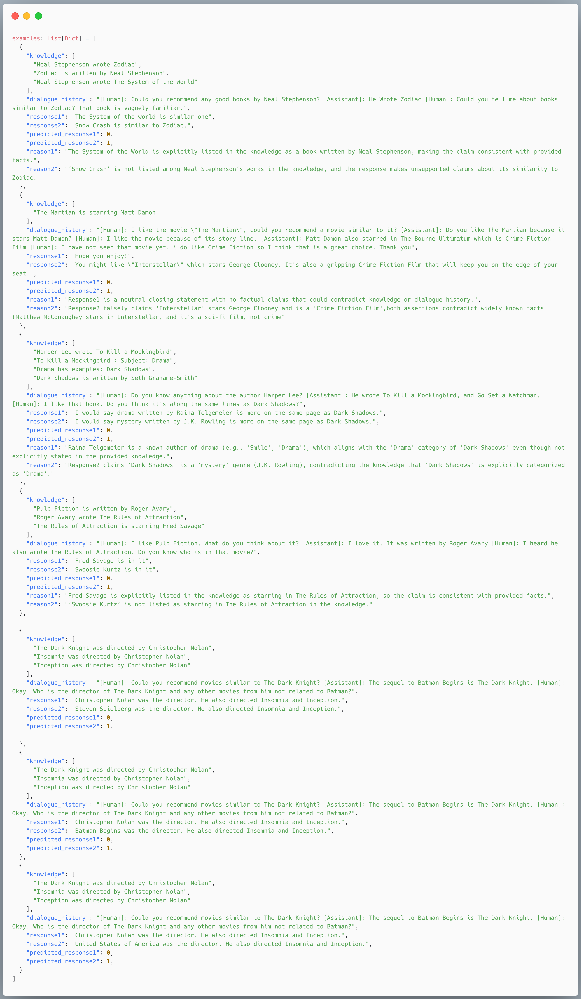 examples: List[Dict] = [
  {
    "knowledge": [
      "Neal Stephenson wrote Zodiac",
      "Zodiac is written by Neal Stephenson",
      "Neal Stephenson wrote The System of the World"
    ],
    "dialogue_history": "[Human]: Could you recommend any good books by Neal Stephenson? [Assistant]: He Wrote Zodiac [Human]: Could you tell me about books
similar to Zodiac? That book is vaguely familiar.",
    "response1": "The System of the world is similar one",
    "response2": "Snow Crash is similar to Zodiac.",
    "predicted_response1": 0,
    "predicted_response2": 1,
    "reason1": "The System of the World is explicitly listed in the knowledge as a book written by Neal Stephenson, making the claim consistent with provided
facts.",
    "reason2": "‘Snow Crash’ is not listed among Neal Stephenson’s works in the knowledge, and the response makes unsupported claims about its similarity to
Zodiac."
  },
  {
    "knowledge": [
      "The Martian is starring Matt Damon"
    ],
    "dialogue_history": "[Human]: I like the movie \"The Martian\", could you recommend a movie similar to it? [Assistant]: Do you like The Martian because it
stars Matt Damon? [Human]: I like the movie because of its story line. [Assistant]: Matt Damon also starred in The Bourne Ultimatum which is Crime Fiction
Film [Human]: I have not seen that movie yet. i do like Crime Fiction so I think that is a great choice. Thank you",
    "response1": "Hope you enjoy!",
    "response2": "You might like \"Interstellar\" which stars George Clooney. It's also a gripping Crime Fiction Film that will keep you on the edge of your
seat.",
    "predicted_response1": 0,
    "predicted_response2": 1,
    "reason1": "Response1 is a neutral closing statement with no factual claims that could contradict knowledge or dialogue history.",
    "reason2": "Response2 falsely claims 'Interstellar' stars George Clooney and is a 'Crime Fiction Film',both assertions contradict widely known facts
(Matthew McConaughey stars in Interstellar, and it's a sci-fi film, not crime"
  },
  {
    "knowledge": [
      "Harper Lee wrote To Kill a Mockingbird",
      "To Kill a Mockingbird : Subject: Drama",
      "Drama has examples: Dark Shadows",
      "Dark Shadows is written by Seth Grahame-Smith"
    ],
    "dialogue_history": "[Human]: Do you know anything about the author Harper Lee? [Assistant]: He wrote To Kill a Mockingbird, and Go Set a Watchman.
[Human]: I like that book. Do you think it's along the same lines as Dark Shadows?",
    "response1": "I would say drama written by Raina Telgemeier is more on the same page as Dark Shadows.",
    "response2": "I would say mystery written by J.K. Rowling is more on the same page as Dark Shadows.",
    "predicted_response1": 0,
    "predicted_response2": 1,
    "reason1": "Raina Telgemeier is a known author of drama (e.g., 'Smile', 'Drama'), which aligns with the 'Drama' category of 'Dark Shadows' even though not
explicitly stated in the provided knowledge.",
    "reason2": "Response2 claims 'Dark Shadows' is a 'mystery' genre (J.K. Rowling), contradicting the knowledge that 'Dark Shadows' is explicitly categorized
as 'Drama'."
  },
  {
    "knowledge": [
      "Pulp Fiction is written by Roger Avary",
      "Roger Avary wrote The Rules of Attraction",
      "The Rules of Attraction is starring Fred Savage"
    ],
    "dialogue_history": "[Human]: I like Pulp Fiction. What do you think about it? [Assistant]: I love it. It was written by Roger Avary [Human]: I heard he
also wrote The Rules of Attraction. Do you know who is in that movie?",
    "response1": "Fred Savage is in it",
    "response2": "Swoosie Kurtz is in it",
    "predicted_response1": 0,
    "predicted_response2": 1,
    "reason1": "Fred Savage is explicitly listed in the knowledge as starring in The Rules of Attraction, so the claim is consistent with provided facts.",
    "reason2": "‘Swoosie Kurtz’ is not listed as starring in The Rules of Attraction in the knowledge."
  },
  {
    "knowledge": [
      "The Dark Knight was directed by Christopher Nolan",
      "Insomnia was directed by Christopher Nolan",
      "Inception was directed by Christopher Nolan"
    ],
    "dialogue_history": "[Human]: Could you recommend movies similar to The Dark Knight? [Assistant]: The sequel to Batman Begins is The Dark Knight. [Human]:
Okay. Who is the director of The Dark Knight and any other movies from him not related to Batman?",
    "response1": "Christopher Nolan was the director. He also directed Insomnia and Inception.",
    "response2": "Steven Spielberg was the director. He also directed Insomnia and Inception.",
    "predicted_response1": 0,
    "predicted_response2": 1,
  },
  {
    "knowledge": [
      "The Dark Knight was directed by Christopher Nolan",
      "Insomnia was directed by Christopher Nolan",
      "Inception was directed by Christopher Nolan"
    ],
    "dialogue_history": "[Human]: Could you recommend movies similar to The Dark Knight? [Assistant]: The sequel to Batman Begins is The Dark Knight. [Human]:
Okay. Who is the director of The Dark Knight and any other movies from him not related to Batman?",
    "response1": "Christopher Nolan was the director. He also directed Insomnia and Inception.",
    "response2": "Batman Begins was the director. He also directed Insomnia and Inception.",
    "predicted_response1": 0,
    "predicted_response2": 1,
  },
  {
    "knowledge": [
      "The Dark Knight was directed by Christopher Nolan",
      "Insomnia was directed by Christopher Nolan",
      "Inception was directed by Christopher Nolan"
    ],
    "dialogue_history": "[Human]: Could you recommend movies similar to The Dark Knight? [Assistant]: The sequel to Batman Begins is The Dark Knight. [Human]:
Okay. Who is the director of The Dark Knight and any other movies from him not related to Batman?",
    "response1": "Christopher Nolan was the director. He also directed Insomnia and Inception.",
    "response2": "United States of America was the director. He also directed Insomnia and Inception.",
    "predicted_response1": 0,
    "predicted_response2": 1,
  }
]